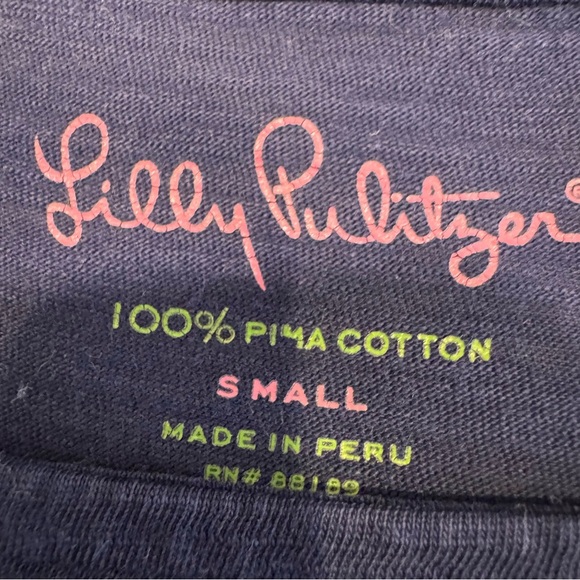 Lilly Pulitzer®
100% PIMA COTTON
SMALL
MADE IN PERU
RN# 88189